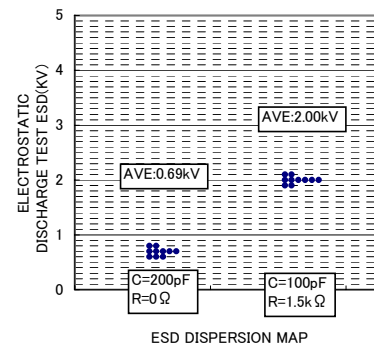 ELECTROSTATIC
DISCHARGE TEST ESD(KV)
5
4
3
2
1
0
AVE:0.69kV
AVE:2.00kV
C=200pF
R=0Ω
C=100pF
R=1.5kΩ
ESD DISPERSION MAP